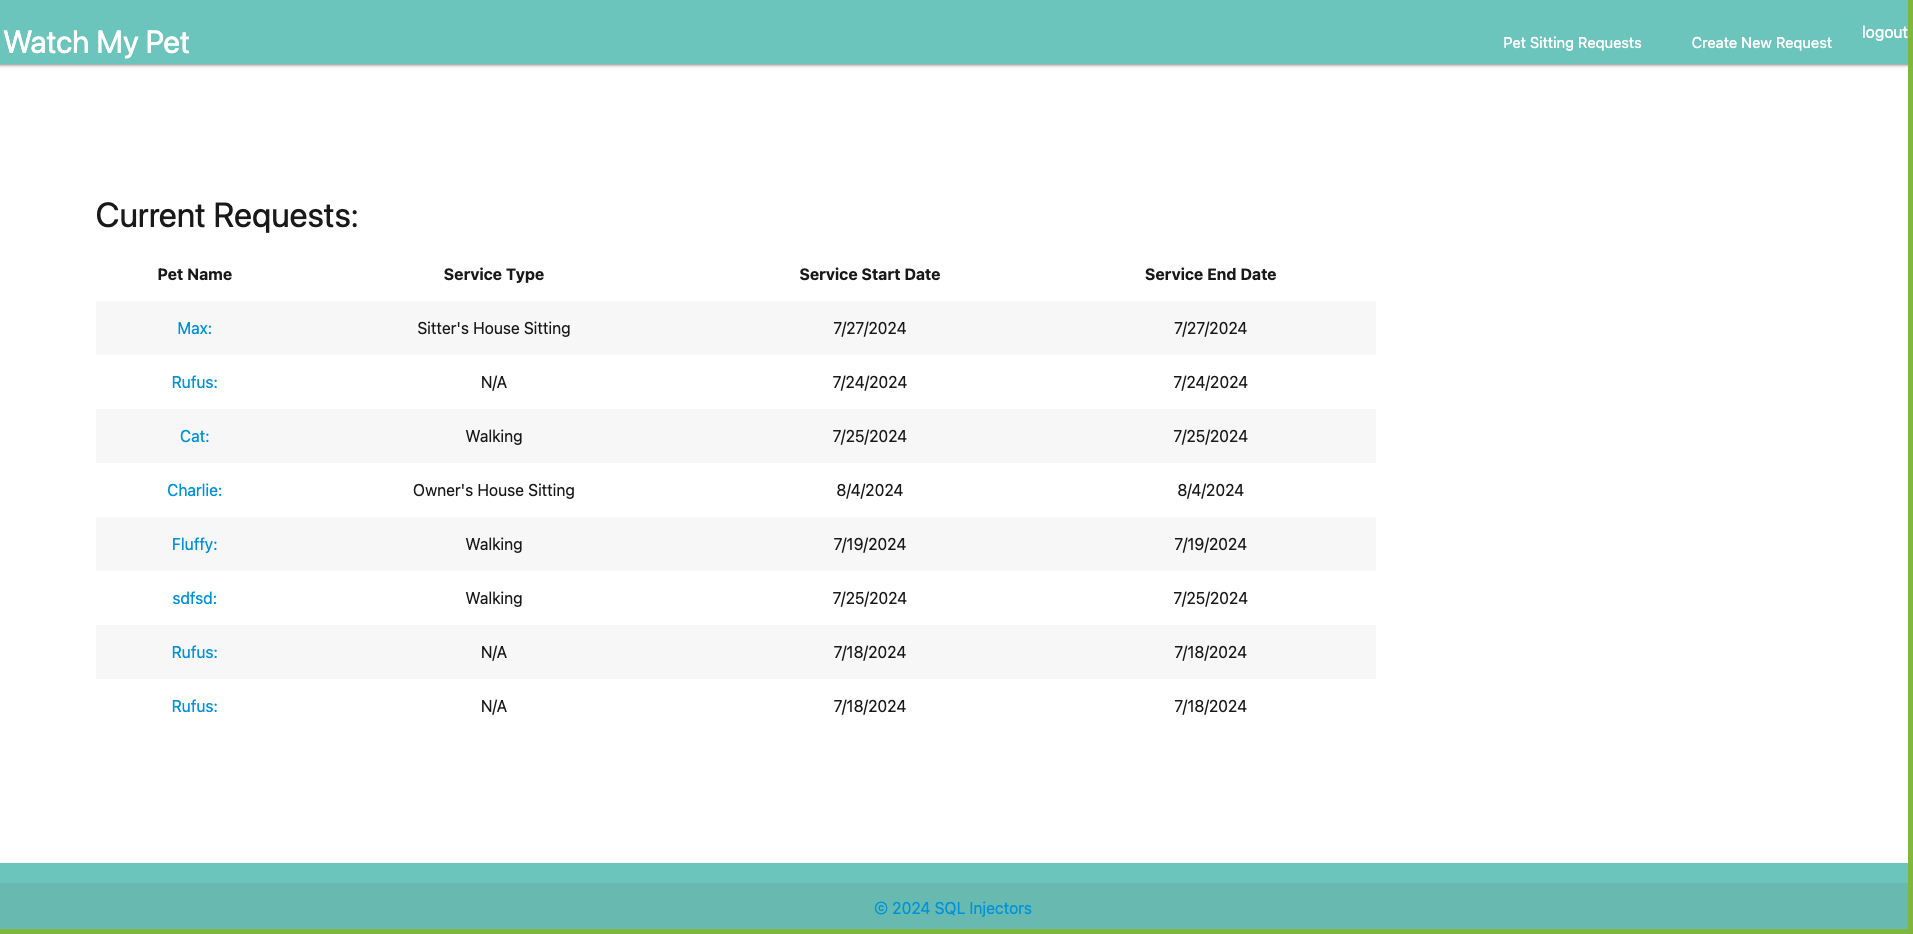 Watch My Pet
Pet Sitting Requests Create New Request logout
Current Requests:
Pet Name Service Type Service Start Date Service End Date
Max: Sitter's House Sitting 7/27/2024 7/27/2024
Rufus: N/A 7/24/2024 7/24/2024
Cat: Walking 7/25/2024 7/25/2024
Charlie: Owner's House Sitting 8/4/2024 8/4/2024
Fluffy: Walking 7/19/2024 7/19/2024
sdfsd: Walking 7/25/2024 7/25/2024
Rufus: N/A 7/18/2024 7/18/2024
Rufus: N/A 7/18/2024 7/18/2024
© 2024 SQL Injectors